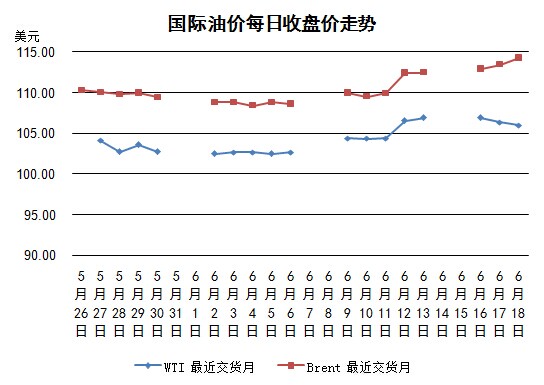 国际油价每日收盘价走势
美元
115.00
110.00
105.00
100.00
95.00
90.00
5月26日
5月27日
5月28日
5月29日
5月30日
5月31日
6月1日
6月2日
6月3日
6月4日
6月5日
6月6日
6月7日
6月8日
6月9日
6月10日
6月11日
6月12日
6月13日
6月14日
6月15日
6月16日
6月17日
6月18日
WTI 最近交货月
Brent 最近交货月